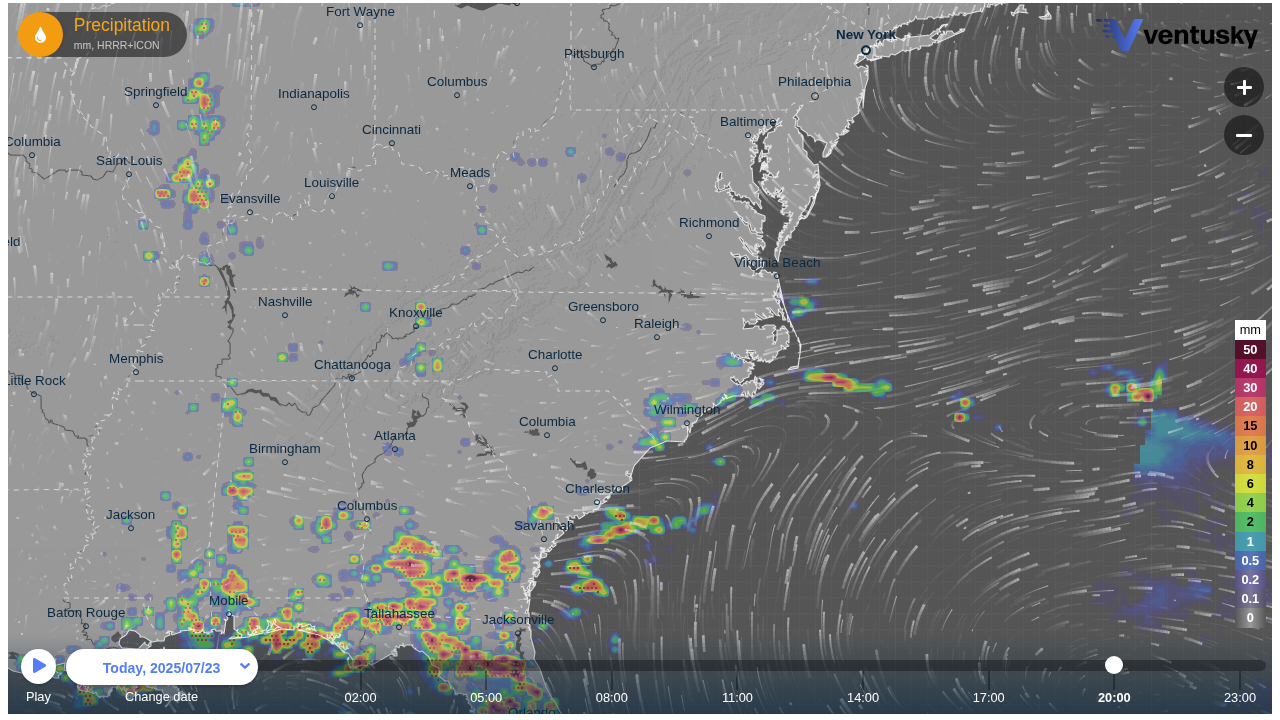 Precipitation
mm, HRRR+ICON
Fort Wayne
New York
ventusky
Pittsburgh
Springfield
Indianapolis
Columbus
Philadelphia
+
Baltimore
Columbia
Cincinnati
−
Saint Louis
Meads
Louisville
Evansville
Richmond
eld
Virginia Beach
Nashville
Knoxville
Greensboro
Raleigh
mm
Memphis
Chattanooga
Charlotte
50
40
Little Rock
30
Wilmington
20
Columbia
15
Atlanta
10
Birmingham
8
Charleston
6
Columbus
4
Jackson
Savannah
2
1
0.5
0.2
Mobile
0.1
Baton Rouge
Tallahassee
Jacksonville
0
Today, 2025/07/23
Play
Change date
02:00
05:00
08:00
11:00
14:00
17:00
20:00
23:00
Orlando